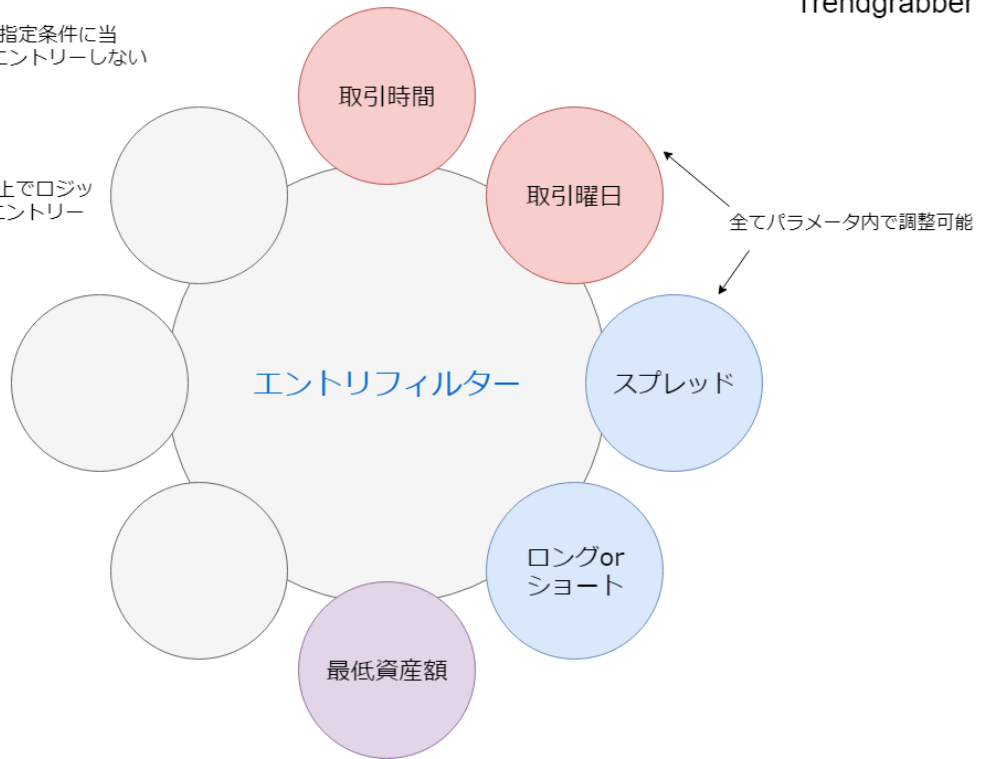 Trendgrabber
指定条件に当
エントリーしない
取引時間
取引曜日
上でロジッ
エントリー
全てパラメータ内で調整可能
エントリフィルター
スプレッド
ロングor
ショート
最低資産額